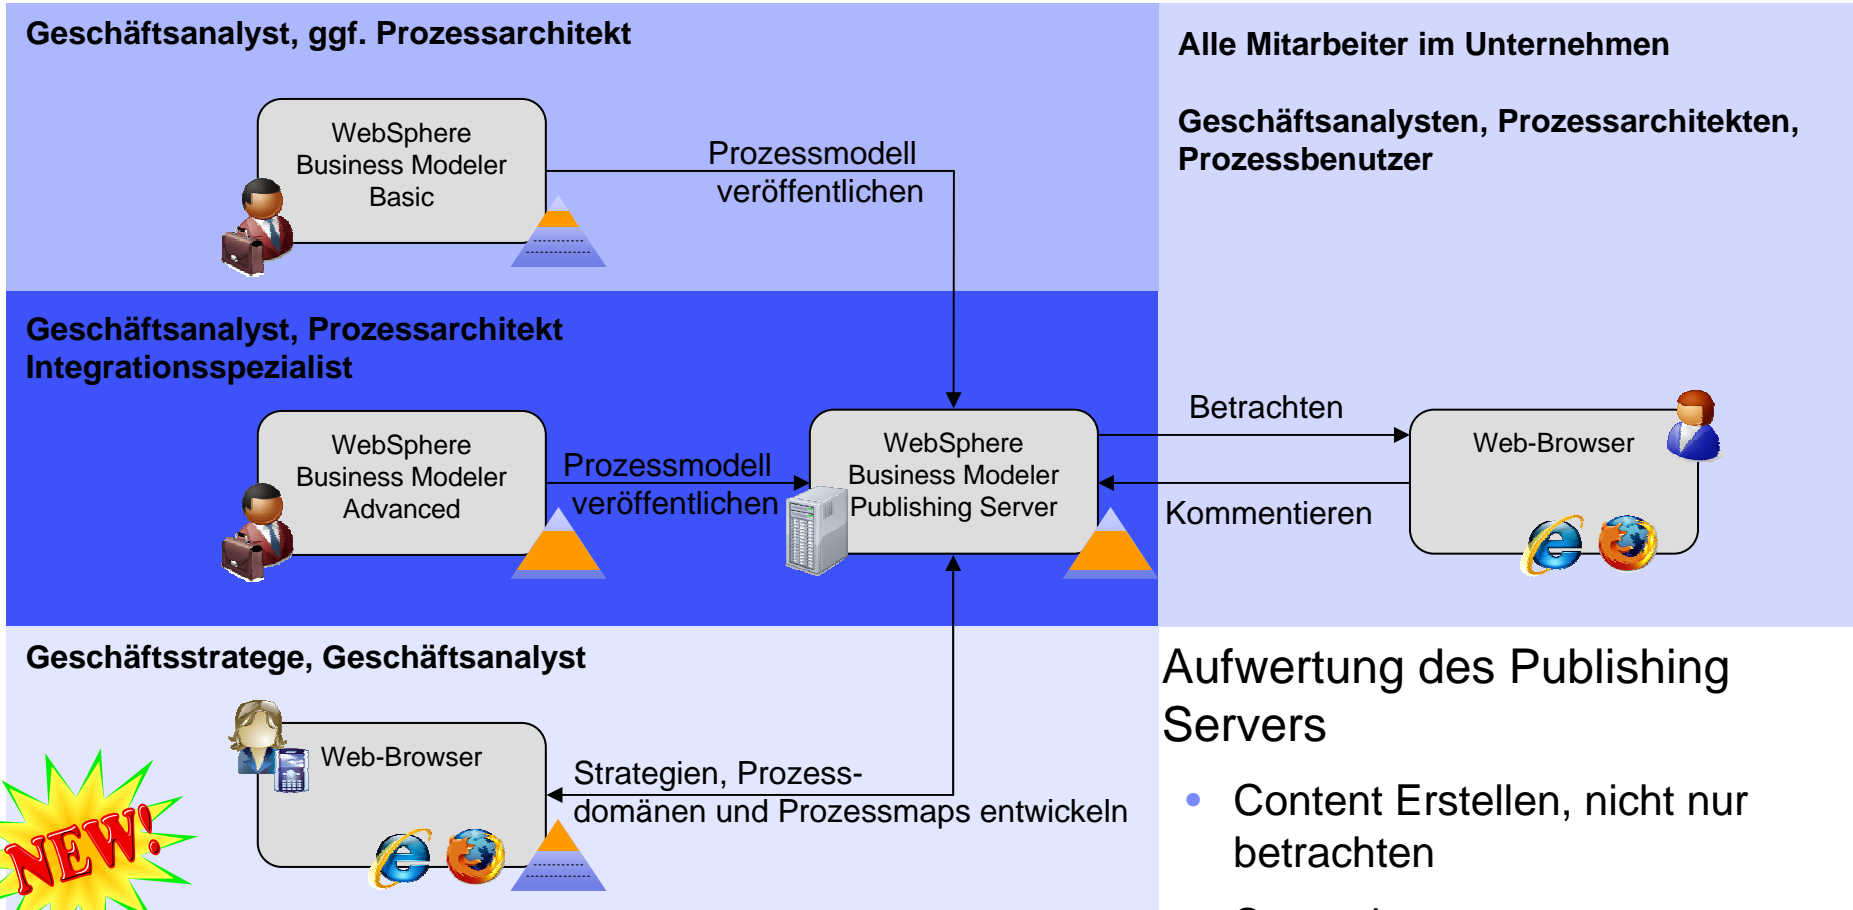 Geschäftsanalyst, ggf. Prozessarchitekt
WebSphere
Business Modeler
Basic
Prozessmodell
veröffentlichen
Alle Mitarbeiter im Unternehmen
Geschäftsanalysten, Prozessarchitekten,
Prozessbenutzer
Geschäftsanalyst, Prozessarchitekt
Integrationsspezialist
WebSphere
Business Modeler
Advanced
Prozessmodell
veröffentlichen
WebSphere
Business Modeler
Publishing Server
Betrachten
Kommentieren
Web-Browser
Geschäftsstratege, Geschäftsanalyst
Web-Browser
Strategien, Prozess-
domänen und Prozessmaps entwickeln
NEW!
Aufwertung des Publishing
Servers
• Content Erstellen, nicht nur
betrachten